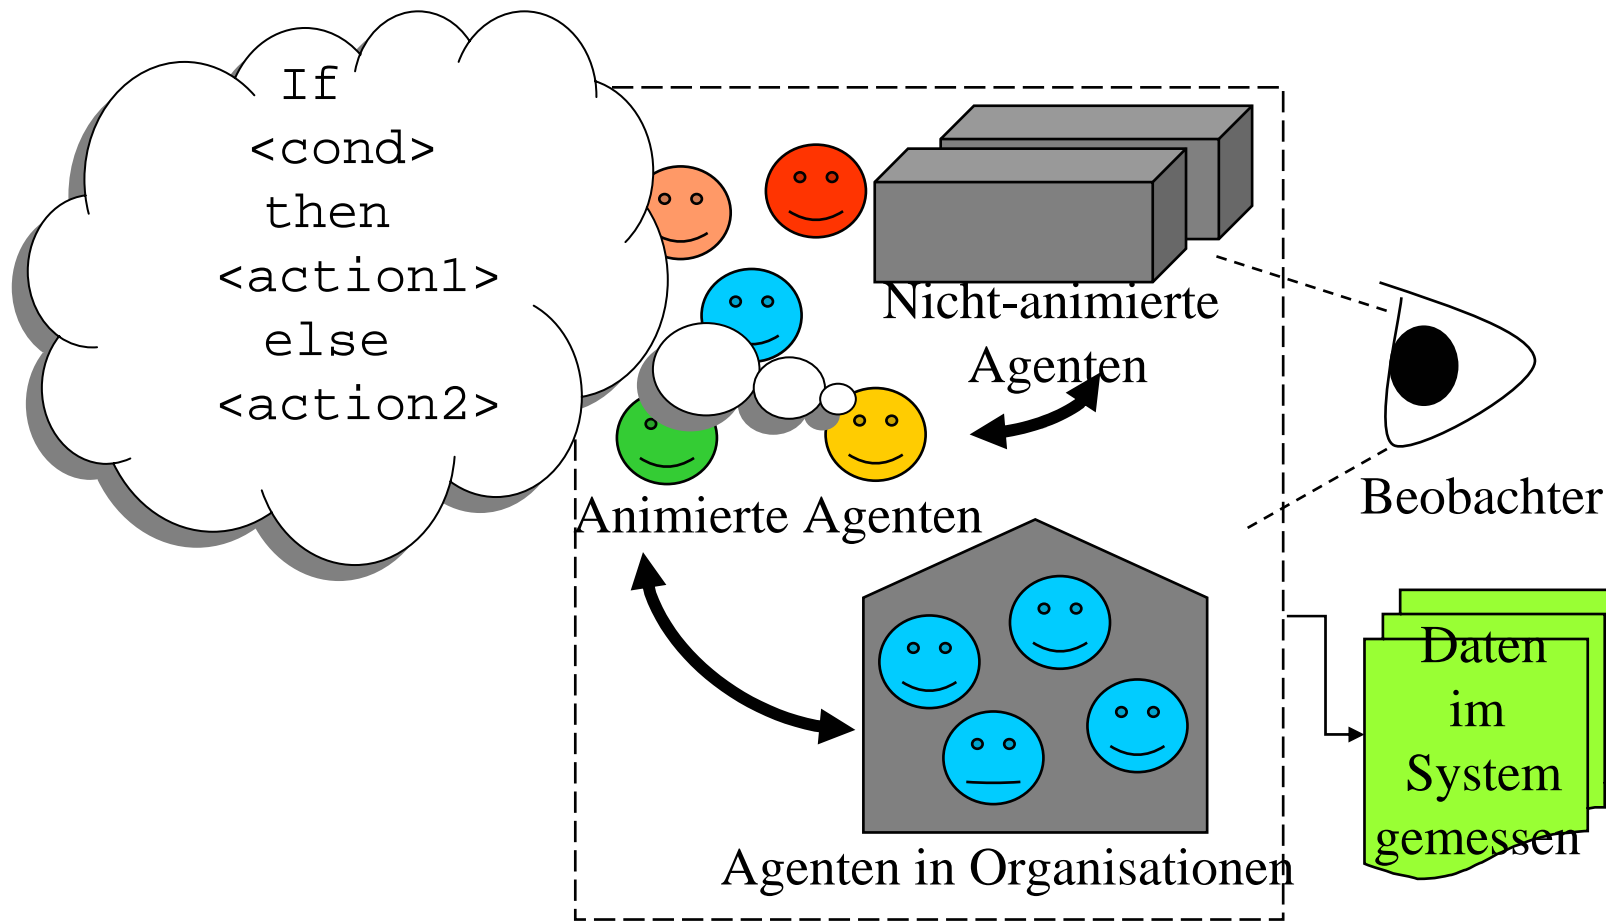 If
<cond>
then
<action1>
else
<action2>
Nicht-animierte
Agenten
Animierte Agenten
Beobachter
Daten
im
System
gemessen
Agenten in Organisationen